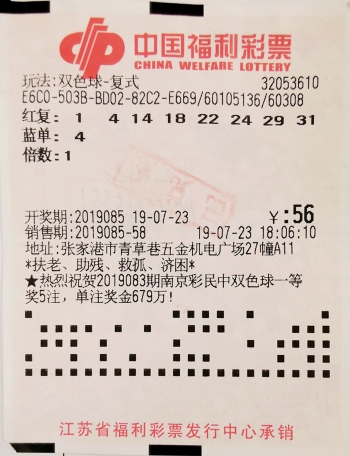 中国福利彩票
CHINA WELFARE LOTTERY
玩法:双色球-复式 32053610
E6C0-503B-BD02-82C2-E669/60105136/60308
红复: 1 4 14 18 22 24 29 31
蓝单: 4
倍数:1
开奖期:2019085 19-07-23 ¥:56
销售期:2019085-58 19-07-23 18:06:10
地址:张家港市青草巷五金机电广场27幢A11
*扶老、助残、救孤、济困*
★热烈祝贺2019083期南京彩民中双色球一等
奖5注,单注奖金679万!
江苏省福利彩票发行中心承销